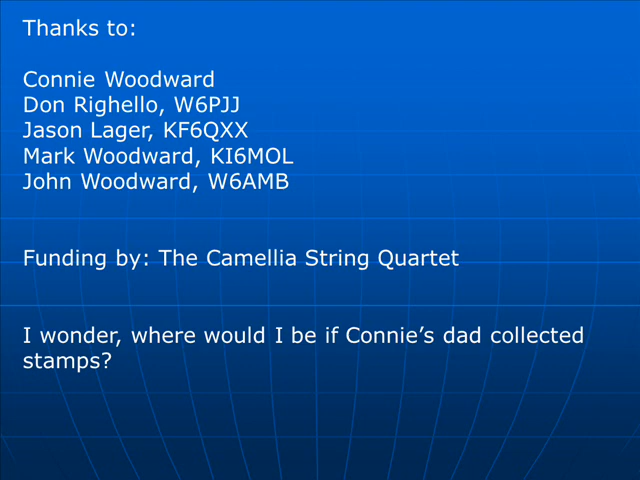 Thanks to:
Connie Woodward
Don Righello, W6PJJ
Jason Lager, KF6QXX
Mark Woodward, KI6MOL
John Woodward, W6AMB
Funding by: The Camellia String Quartet
I wonder, where would I be if Connie’s dad collected
stamps?